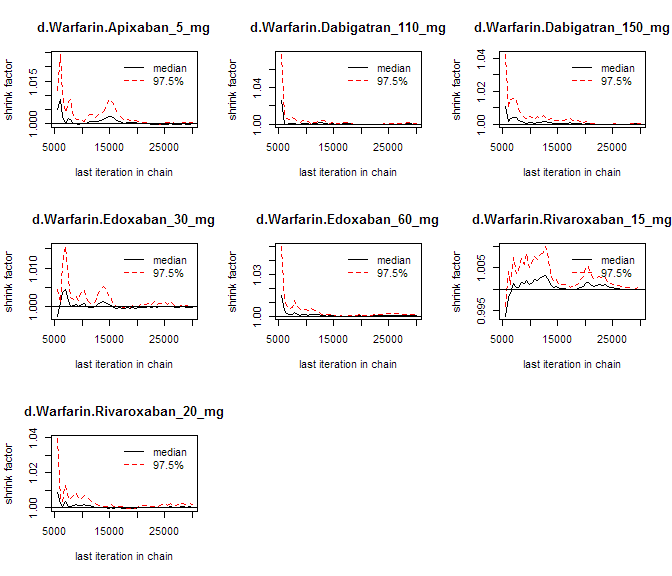 d.Warfarin.Apixaban_5_mg
shrink factor
1.000 1.015
median
97.5%
5000 15000 25000
last iteration in chain
d.Warfarin.Dabigatran_110_mg
shrink factor
1.00 1.04
median
97.5%
5000 15000 25000
last iteration in chain
d.Warfarin.Dabigatran_150_mg
shrink factor
1.00 1.02 1.04
median
97.5%
5000 15000 25000
last iteration in chain
d.Warfarin.Edoxaban_30_mg
shrink factor
1.000 1.010
median
97.5%
5000 15000 25000
last iteration in chain
d.Warfarin.Edoxaban_60_mg
shrink factor
1.00 1.03
median
97.5%
5000 15000 25000
last iteration in chain
d.Warfarin.Rivaroxaban_15_mg
shrink factor
0.995 1.005
median
97.5%
5000 15000 25000
last iteration in chain
d.Warfarin.Rivaroxaban_20_mg
shrink factor
1.00 1.02 1.04
median
97.5%
5000 15000 25000
last iteration in chain